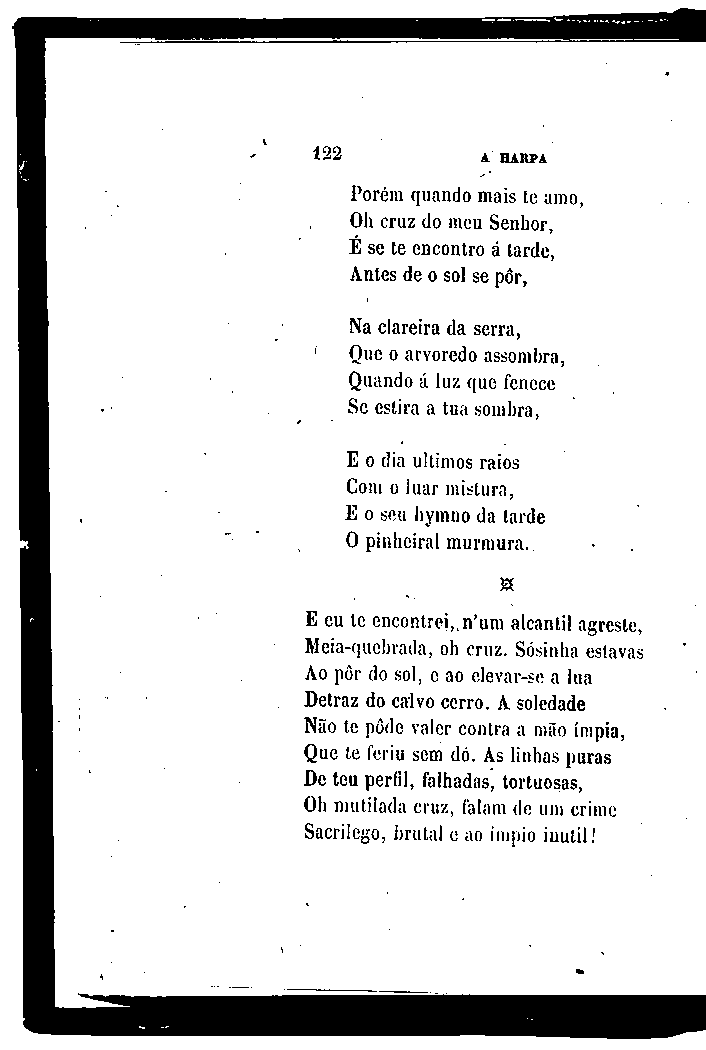 122 A HARPA
Porém quando mais te amo,
Oh cruz do meu Senhor,
É se te encontro á tarde,
Antes de o sol se pôr,
Na clareira da serra,
Que o arvoredo assombra,
Quando á luz que fenece
Se estira a tua sombra,
E o dia ultimos raios
Com o luar mistura,
E o seu hymno da tarde
O pinheiral murmura.
E eu te encontrei, n'um alcantil agreste,
Meia-quebrada, oh cruz. Sósinha estavas
Ao pôr do sol, e ao elevar-se a lua
Detraz do calvo cerro. A soledade
Não te pôde valer contra a mão ímpia,
Que te feriu sem dó. As linhas puras
De teu perfil, falhadas, tortuosas,
Oh mutilada cruz, falam de um crime
Sacrilego, brutal e ao ímpio inutil!